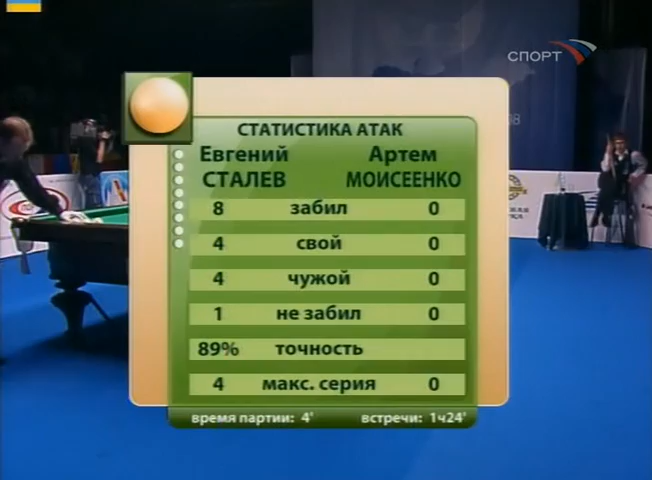 СПОРТ
СТАТИСТИКА АТАК
Евгений Артем
СТАЛЕВ МОИСЕЕНКО
8 забил 0
4 свой 0
4 чужой 0
1 не забил 0
89% точность
4 макс. серия 0
время партии: 4' встречи: 1ч24'